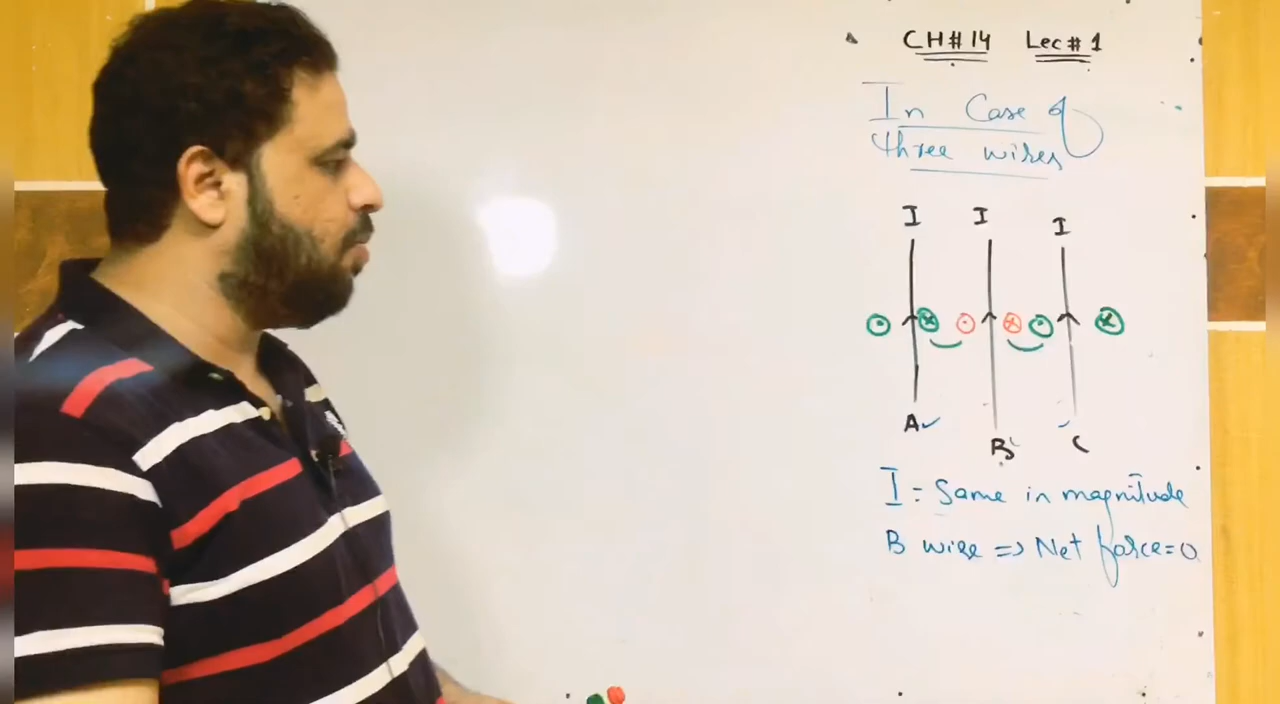 CH#14 Lec#1
In Case of
three wires
I I I
A B C
I = Same in magnitude
B wire => Net force=0